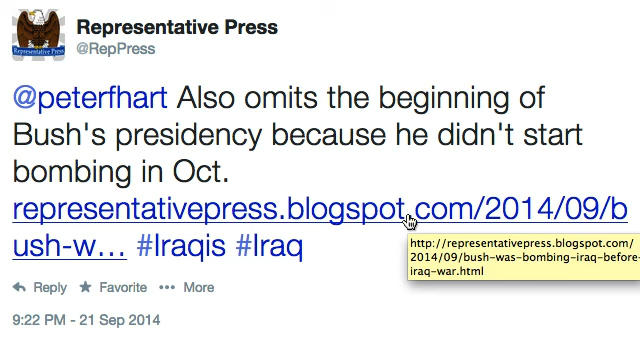 Representative Press
Representative Press
@RepPress
@peterfhart Also omits the beginning of
Bush's presidency because he didn't start
bombing in Oct.
representativepress.blogspot.com/2014/09/b
ush-w... #Iraqis #Iraq
http://representativepress.blogspot.com/
2014/09/bush-was-bombing-iraq-before-
iraq-war.html
Reply Favorite More
9:22 PM - 21 Sep 2014